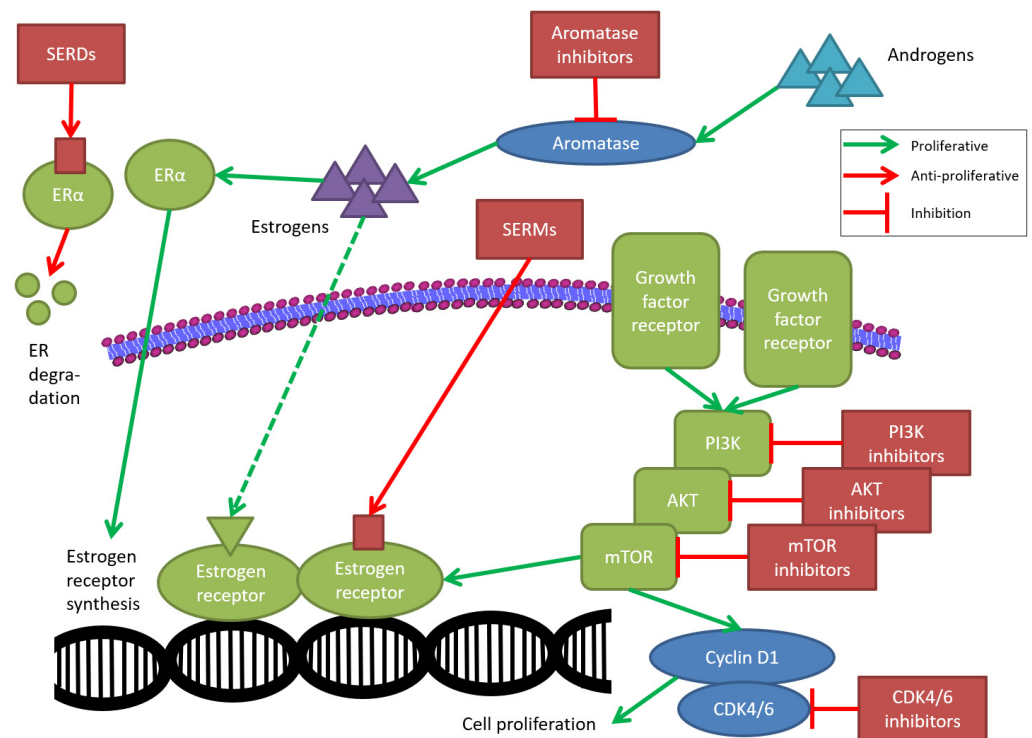 SERDs
Aromatase
inhibitors
Androgens
Aromatase
Proliferative
Anti-proliferative
Inhibition
ERα
ERα
Estrogens
SERMs
Growth
factor
receptor
Growth
factor
receptor
ER
degra-
dation
PI3K
PI3K
inhibitors
AKT
AKT
inhibitors
mTOR
mTOR
inhibitors
Estrogen
receptor
synthesis
Estrogen
receptor
Estrogen
receptor
Cyclin D1
CDK4/6
CDK4/6
inhibitors
Cell proliferation